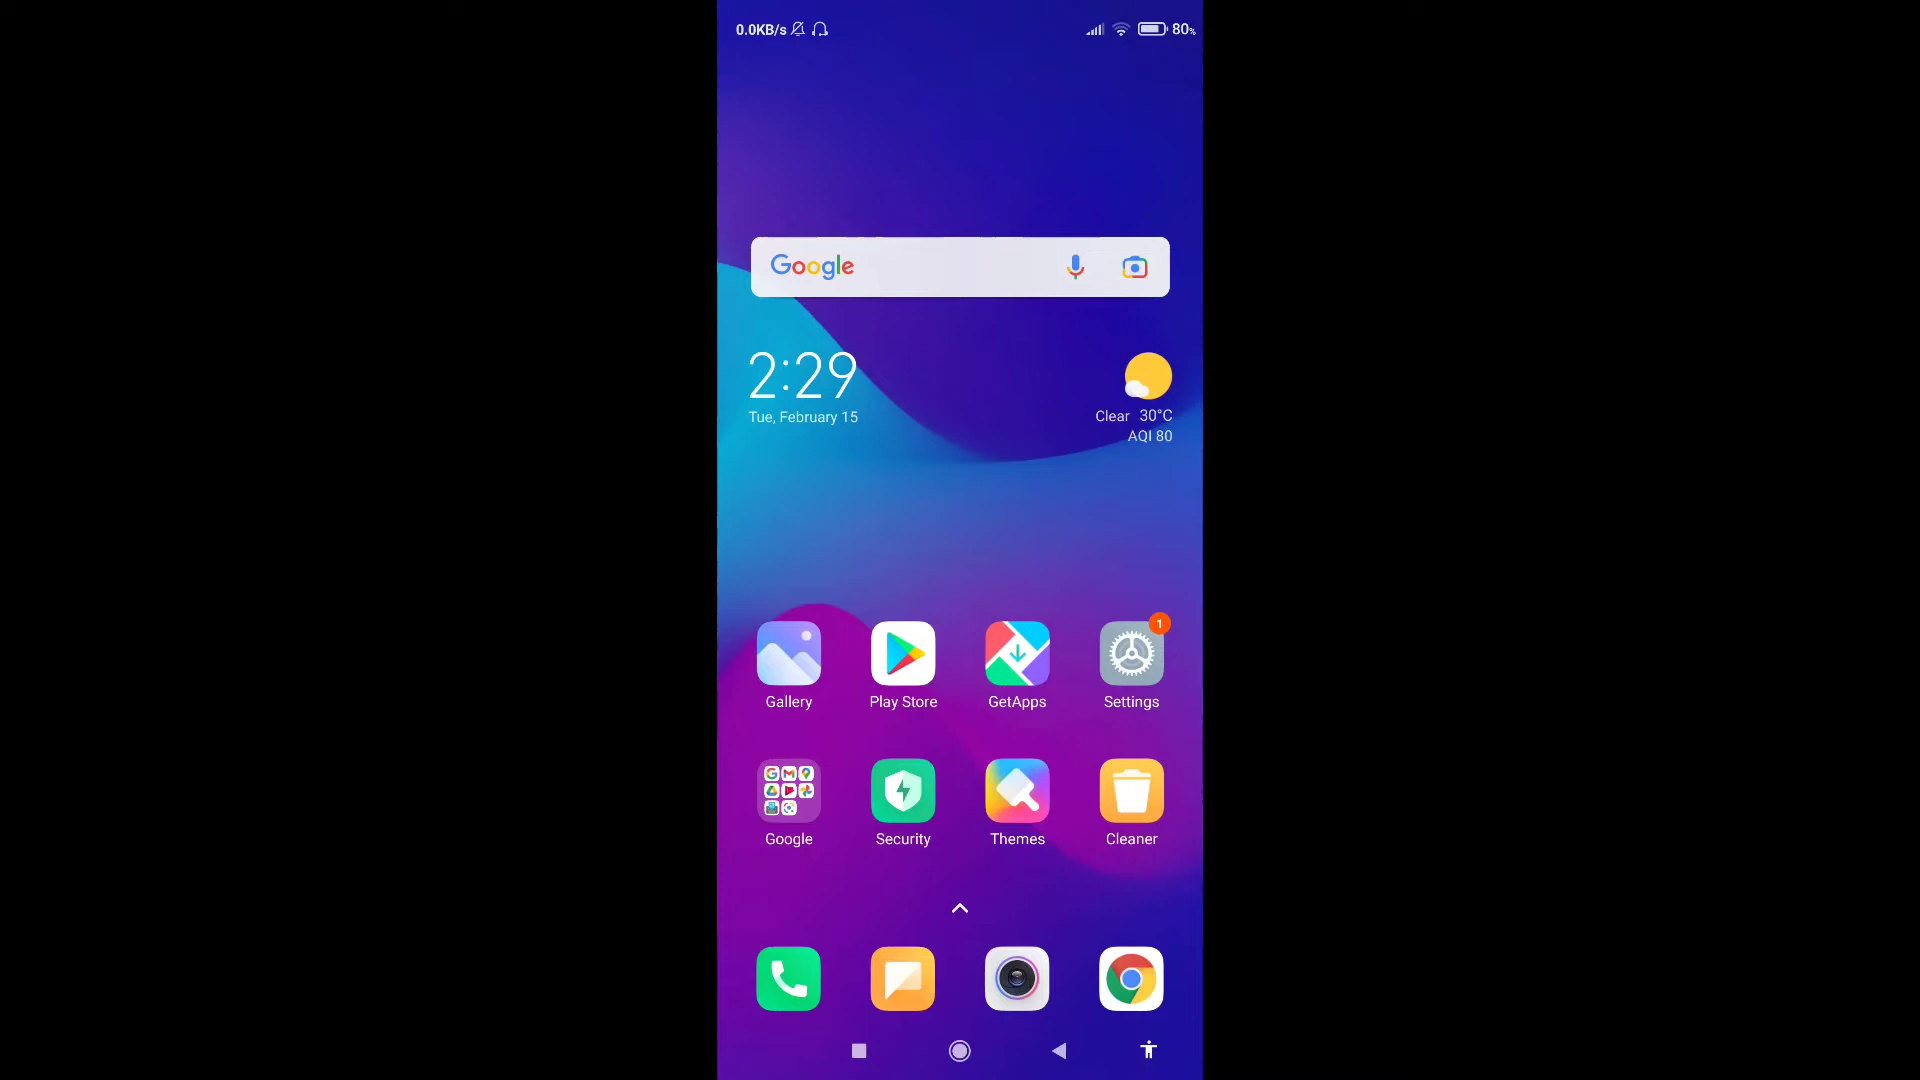 0.0KB/s 80%
Google
2:29
Tue, February 15
Clear 30°C
AQI 80
1
Gallery Play Store GetApps Settings
Google Security Themes Cleaner